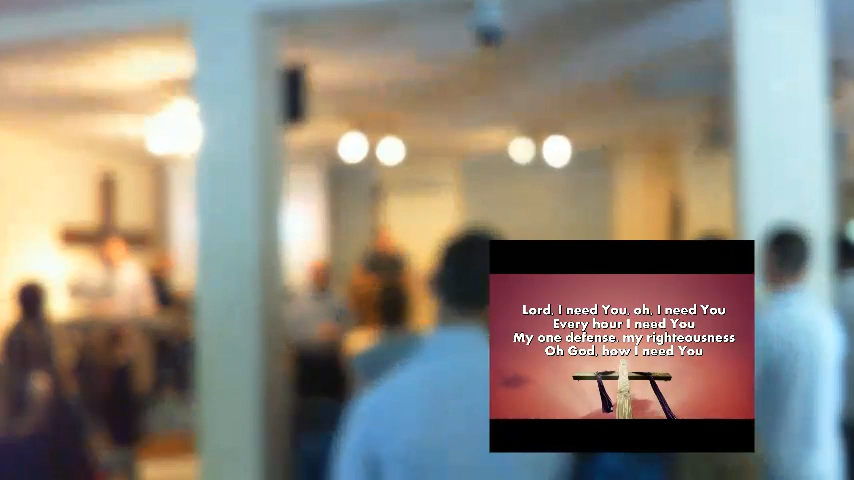 Lord, I need You, oh, I need You
Every hour I need You
My one defense, my righteousness
Oh God, how I need You